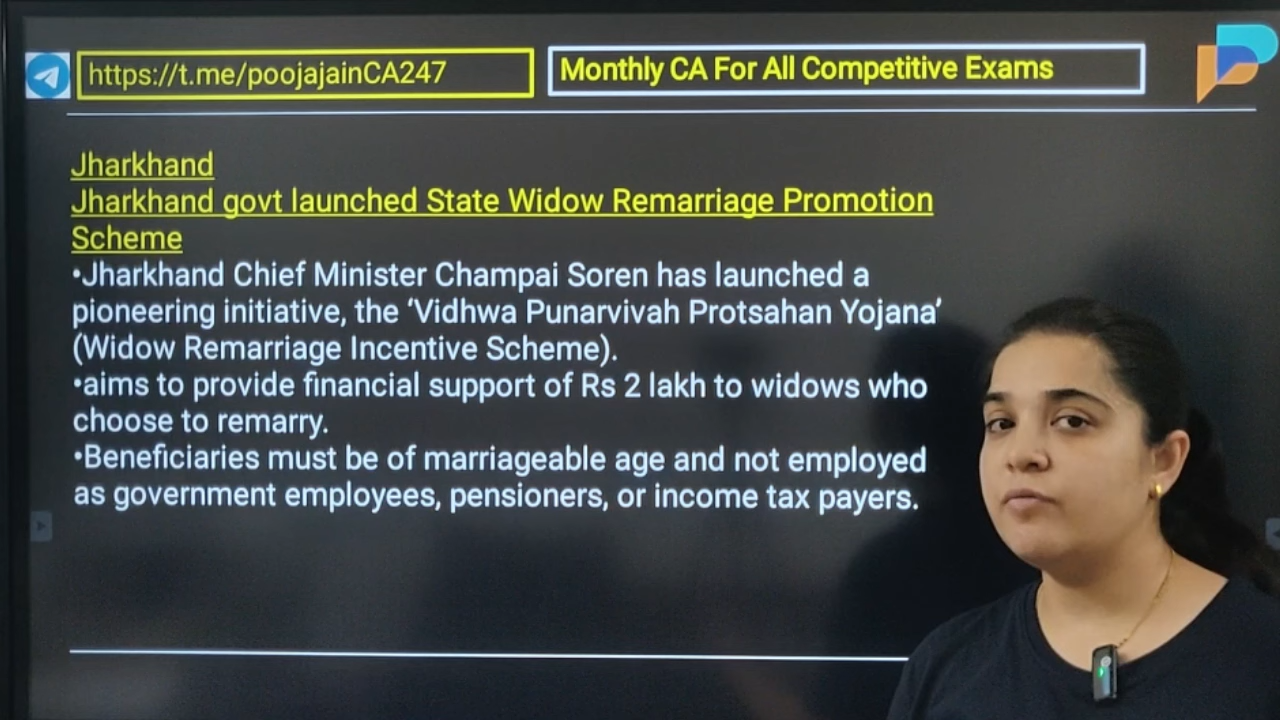 https://t.me/poojajainCA247
Monthly CA For All Competitive Exams
Jharkhand
Jharkhand govt launched State Widow Remarriage Promotion
Scheme
•Jharkhand Chief Minister Champai Soren has launched a
pioneering initiative, the ‘Vidhwa Punarvivah Protsahan Yojana’
(Widow Remarriage Incentive Scheme).
•aims to provide financial support of Rs 2 lakh to widows who
choose to remarry.
•Beneficiaries must be of marriageable age and not employed
as government employees, pensioners, or income tax payers.